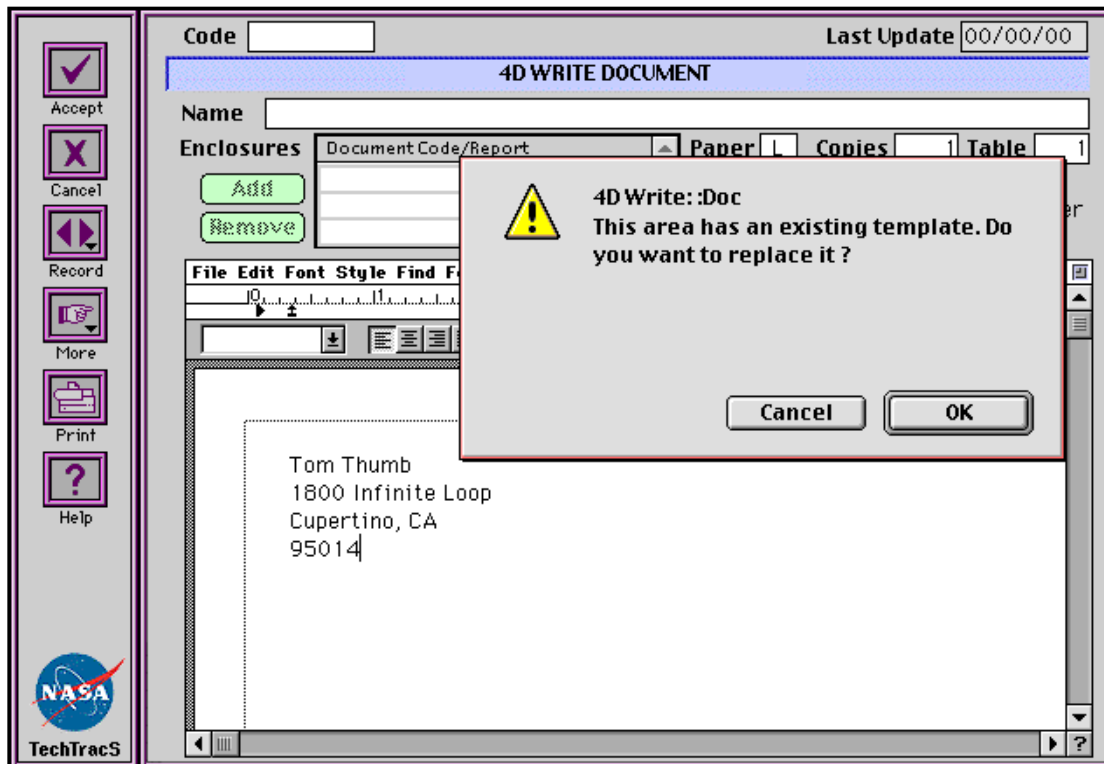 Code
Last Update 00/00/00
4D WRITE DOCUMENT
Name
Enclosures Document Code/Report Paper L Copies 1 Table 1
Add
Remove
4D Write: :Doc
This area has an existing template. Do
you want to replace it ?
Cancel OK
File Edit Font Style Find
0 1
Tom Thumb
1800 Infinite Loop
Cupertino, CA
95014
?
Accept
X
Cancel
Record
More
Print
?
Help
NASA
TechTracS